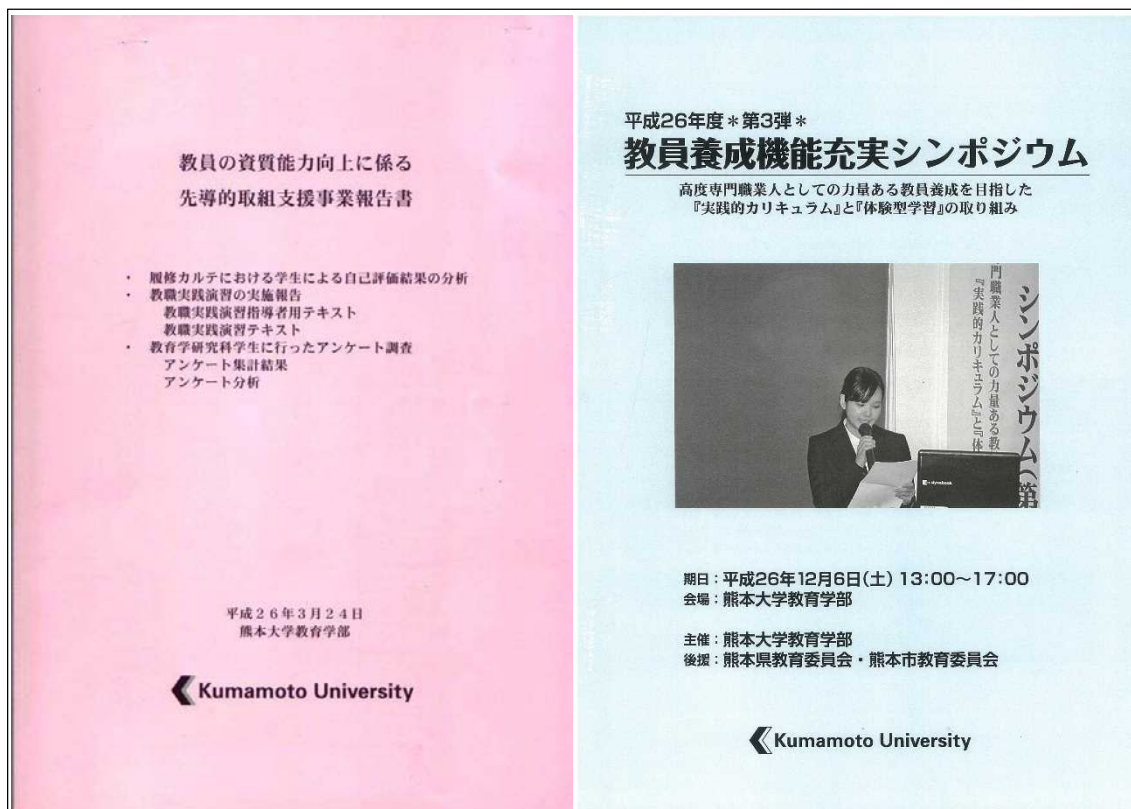 教員の資質能力向上に係る
先導的取組支援事業報告書
・ 履修カルテにおける学生による自己評価結果の分析
・ 教職実践演習の実施報告
教職実践演習指導者用テキスト
教職実践演習テキスト
・ 教育学研究科学生に行ったアンケート調査
アンケート集計結果
アンケート分析
平成26年3月24日
熊本大学教育学部
Kumamoto University
平成26年度*第3弾*
教員養成機能充実シンポジウム
高度専門職業人としての力量ある教員養成を目指した
『実践的カリキュラム』と『体験型学習』の取り組み
シンポジウム(第
門職業人としての力量ある教
『実践的カリキュラム』と『体
dynabook
期日:平成26年12月6日(土) 13:00～17:00
会場:熊本大学教育学部
主催:熊本大学教育学部
後援:熊本県教育委員会・熊本市教育委員会
Kumamoto University